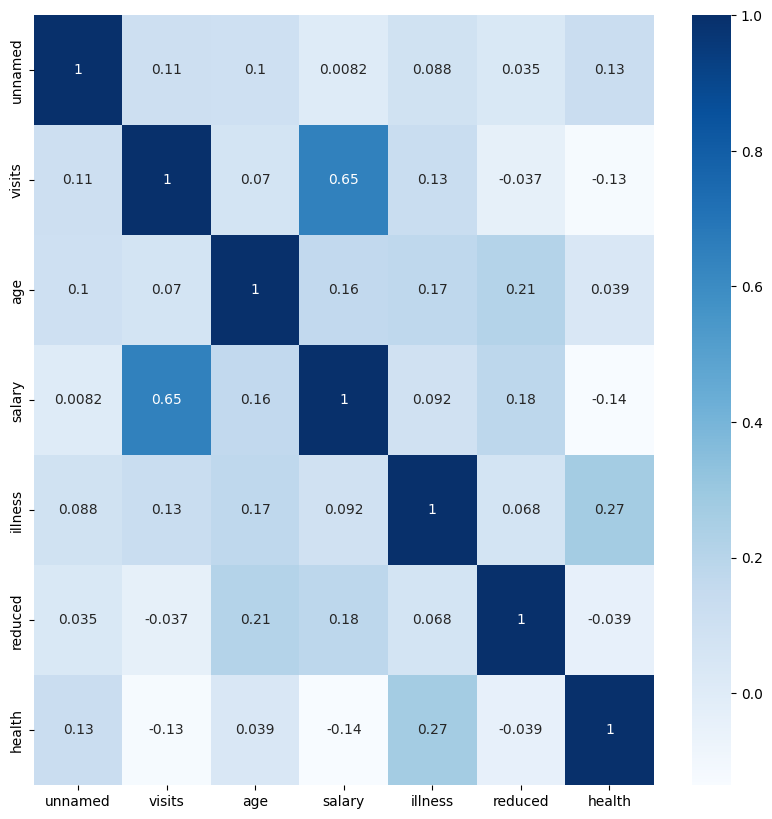 unnamed 1 0.11 0.1 0.0082 0.088 0.035 0.13
visits 0.11 1 0.07 0.65 0.13 -0.037 -0.13
age 0.1 0.07 1 0.16 0.17 0.21 0.039
salary 0.0082 0.65 0.16 1 0.092 0.18 -0.14
illness 0.088 0.13 0.17 0.092 1 0.068 0.27
reduced 0.035 -0.037 0.21 0.18 0.068 1 -0.039
health 0.13 -0.13 0.039 -0.14 0.27 -0.039 1
unnamed visits age salary illness reduced health
1.0
0.8
0.6
0.4
0.2
0.0